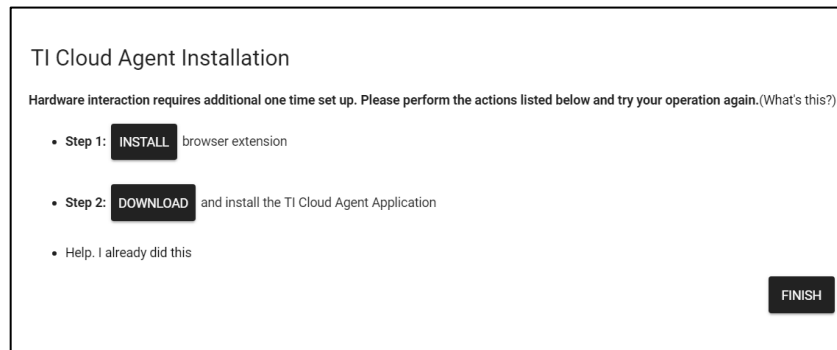 TI Cloud Agent Installation
Hardware interaction requires additional one time set up. Please perform the actions listed below and try your operation again.(What's this?)
• Step 1: INSTALL browser extension
• Step 2: DOWNLOAD and install the TI Cloud Agent Application
• Help. I already did this
FINISH